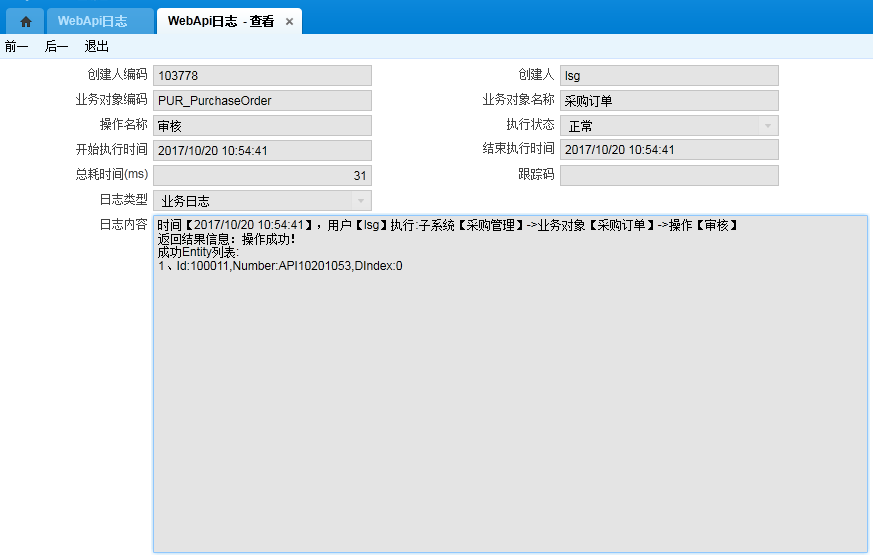 WebApi日志
WebApi日志 - 查看 ×
前一 后一 退出
创建人编码 103778 创建人 lsg
业务对象编码 PUR_PurchaseOrder 业务对象名称 采购订单
操作名称 审核 执行状态 正常
开始执行时间 2017/10/20 10:54:41 结束执行时间 2017/10/20 10:54:41
总耗时间(ms) 31 跟踪码
日志类型 业务日志
日志内容 时间【2017/10/20 10:54:41】，用户【lsg】执行:子系统【采购管理】->业务对象【采购订单】->操作【审核】
返回结果信息：操作成功！
成功Entity列表:
1、Id:100011,Number:API10201053,DIndex:0